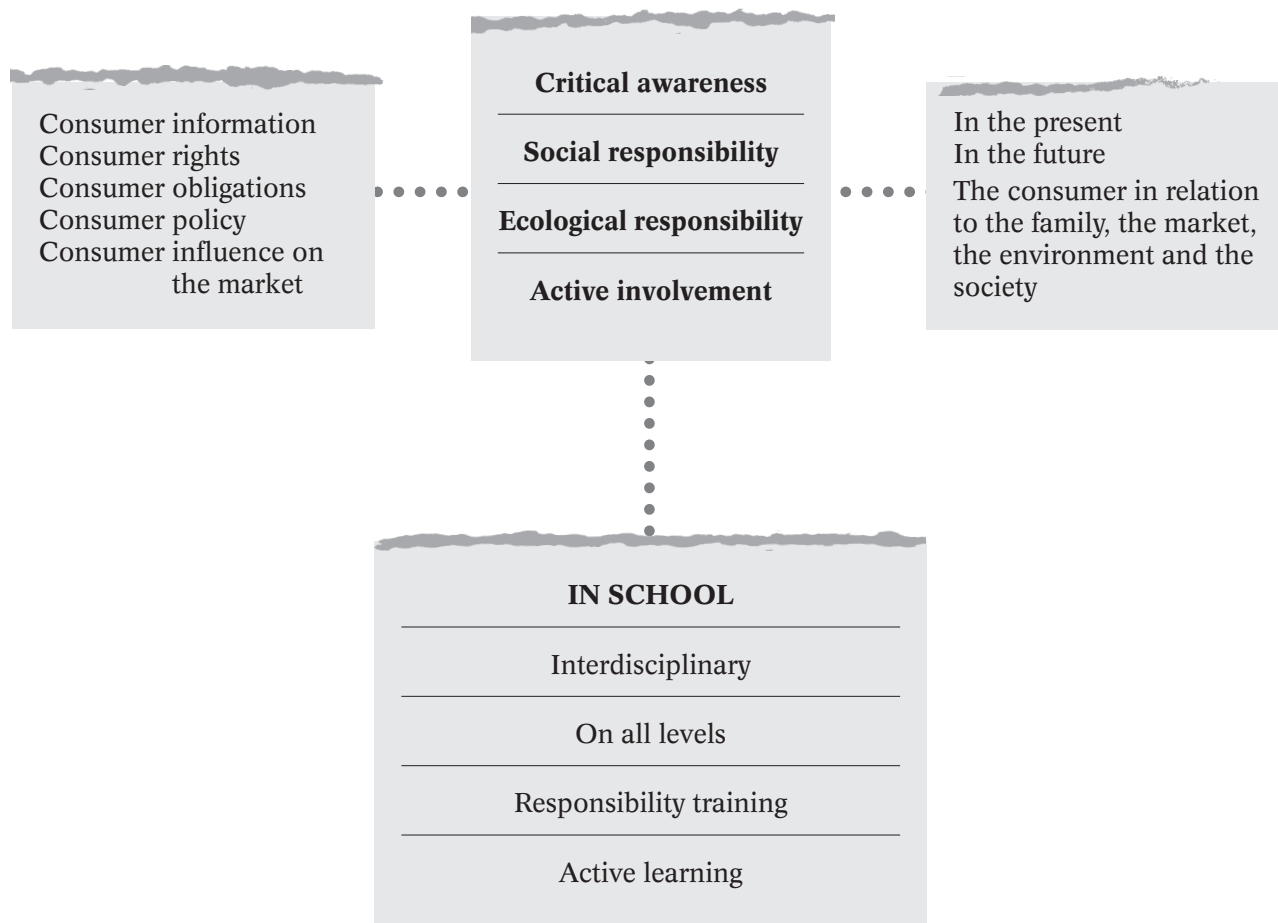 Consumer information
Consumer rights
Consumer obligations
Consumer policy
Consumer influence on
the market
Critical awareness
Social responsibility
Ecological responsibility
Active involvement
In the present
In the future
The consumer in relation
to the family, the market,
the environment and the
society
IN SCHOOL
Interdisciplinary
On all levels
Responsibility training
Active learning